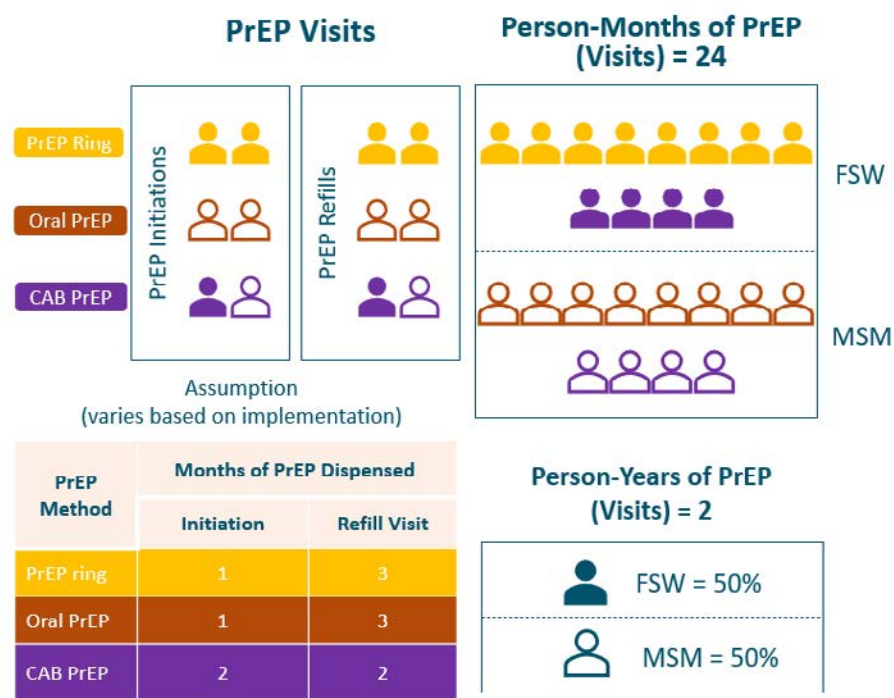 PrEP Visits
PrEP Ring
Oral PrEP
CAB PrEP
PrEP Initiations
PrEP Refills
Person-Months of PrEP
(Visits) = 24
FSW
MSM
Assumption
(varies based on implementation)
PrEP
Method
Months of PrEP Dispensed
Initiation
Refill Visit
PrEP ring
1
3
Oral PrEP
1
3
CAB PrEP
2
2
Person-Years of PrEP
(Visits) = 2
FSW = 50%
MSM = 50%